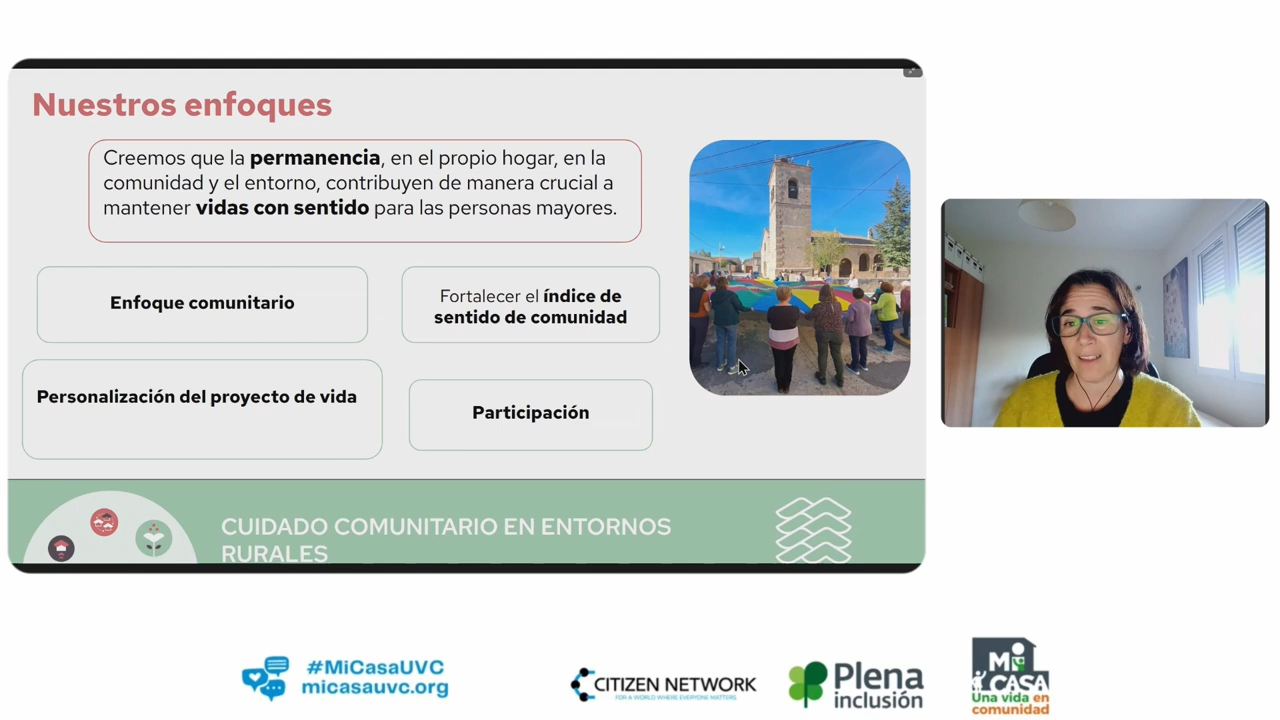 Nuestros enfoques
Creemos que la permanencia, en el propio hogar, en la
comunidad y el entorno, contribuyen de manera crucial a
mantener vidas con sentido para las personas mayores.
Enfoque comunitario
Fortalecer el índice de
sentido de comunidad
Personalización del proyecto de vida
Participación
CUIDADO COMUNITARIO EN ENTORNOS
RURALES
#MiCasaUVC
micasauvc.org
CITIZEN NETWORK
FOR A WORLD WHERE EVERYONE MATTERS
Plena
inclusión
Mi
CASA
Una vida en
comunidad